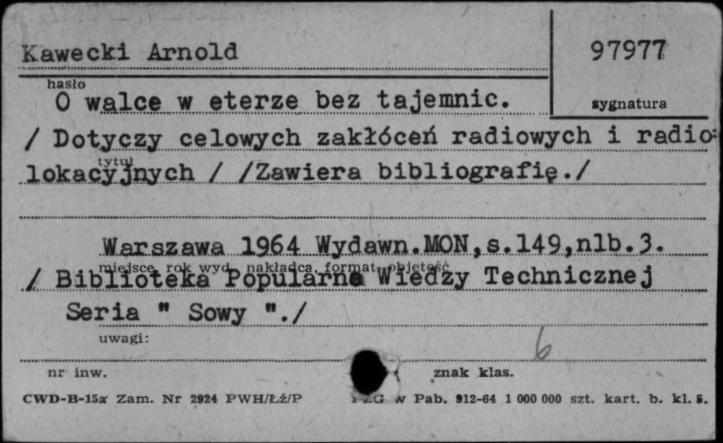 Kawecki Arnold
97977
hasło
O walce w eterze bez tajemnic.
sygnatura
/ Dotyczy celowych zakłóceń radiowych i radio=
tytuł
lokacyjnych / /Zawiera bibliografię./
Warszawa 1964 Wydawn.MON,s.149,nlb.3.
miejsce, rok wyd., nakładca, format, objętość
/ Biblioteka Popularna Wiedzy Technicznej
Seria " Sowy "./
uwagi:
6
nr inw.
znak klas.
CWD-B-15a Zam. Nr 2924 PWH/Łź/P
w Pab. 912-64 1 000 000 szt. kart. b. kl. 5.